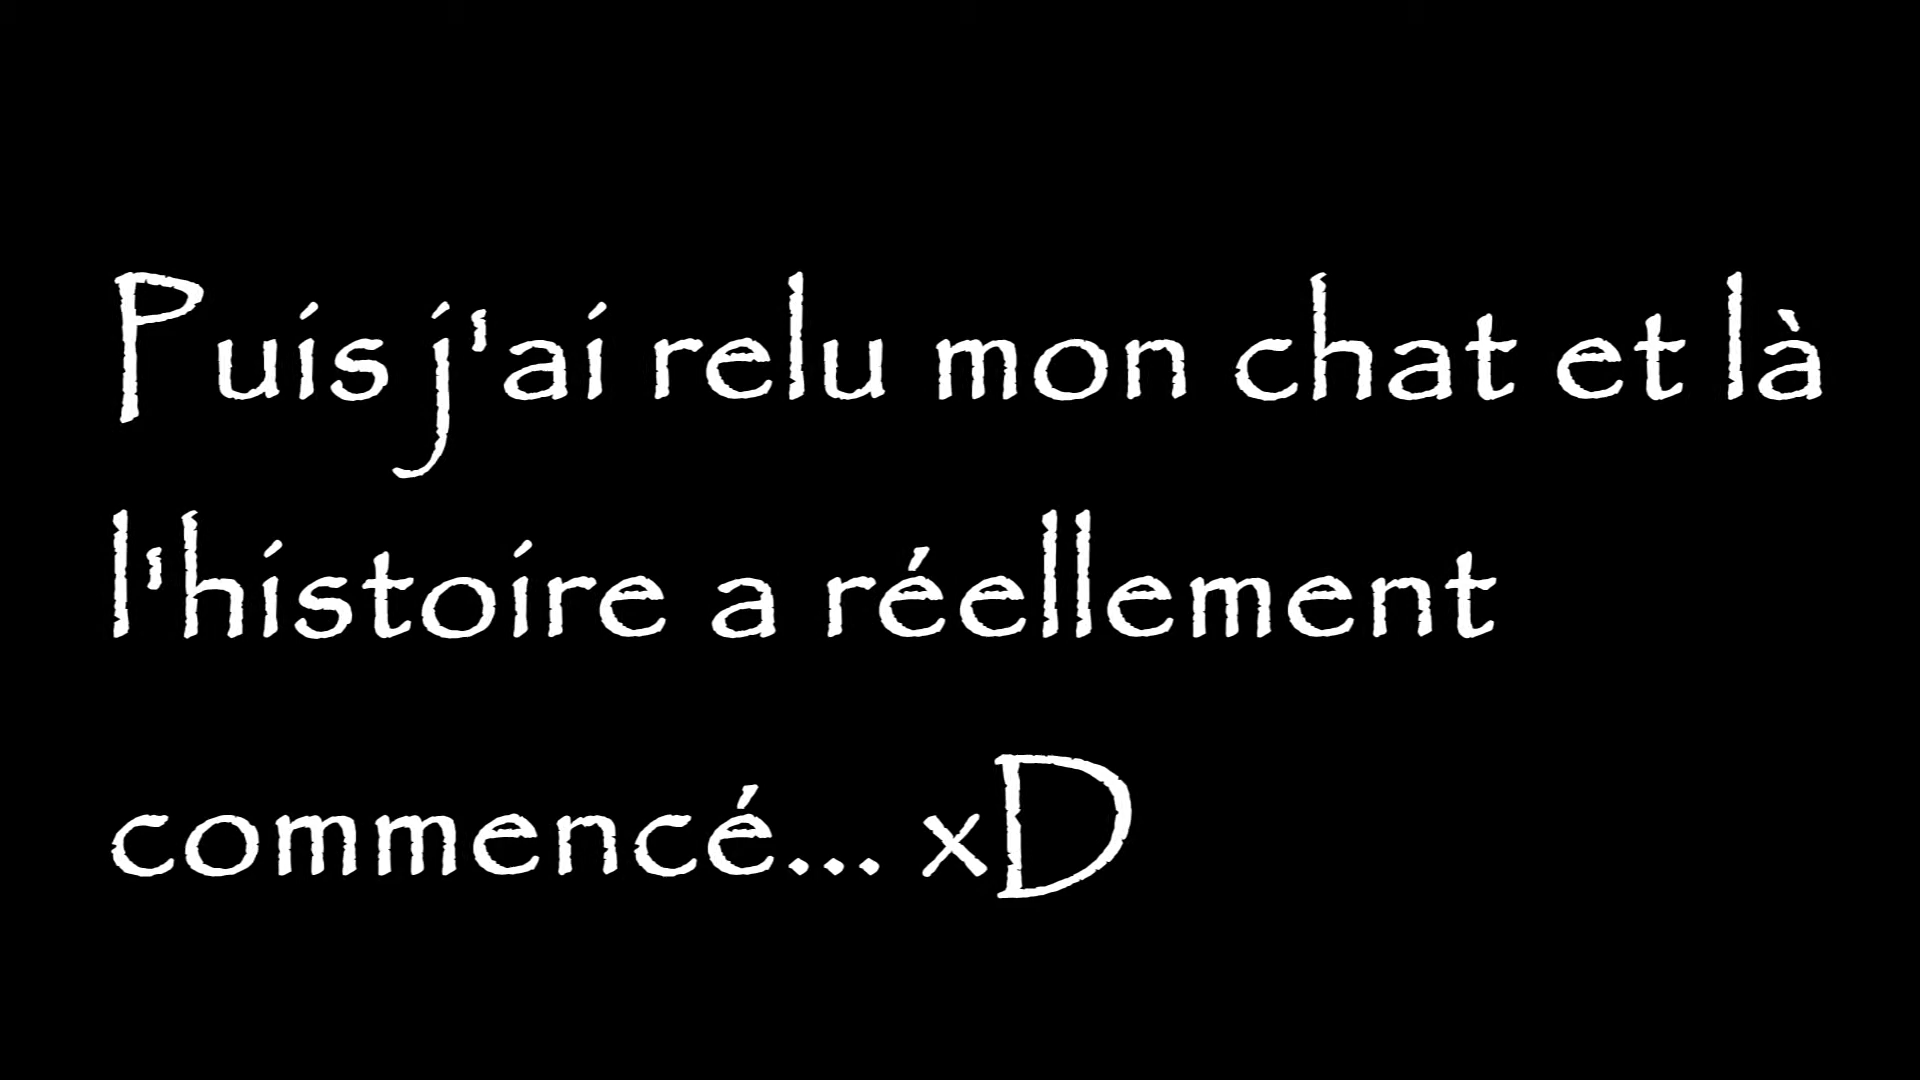 Puis j'ai relu mon chat et là
l'histoire a réellement
commencé... xD